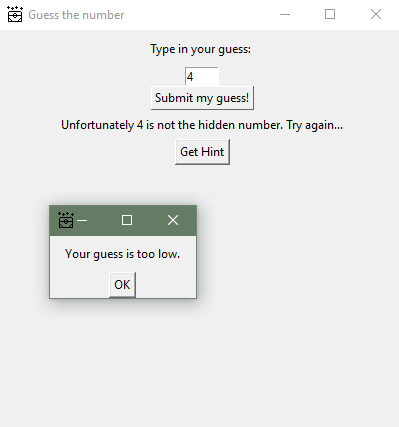 Guess the number
Type in your guess:
4
Submit my guess!
Unfortunately 4 is not the hidden number. Try again...
Get Hint
Your guess is too low.
OK